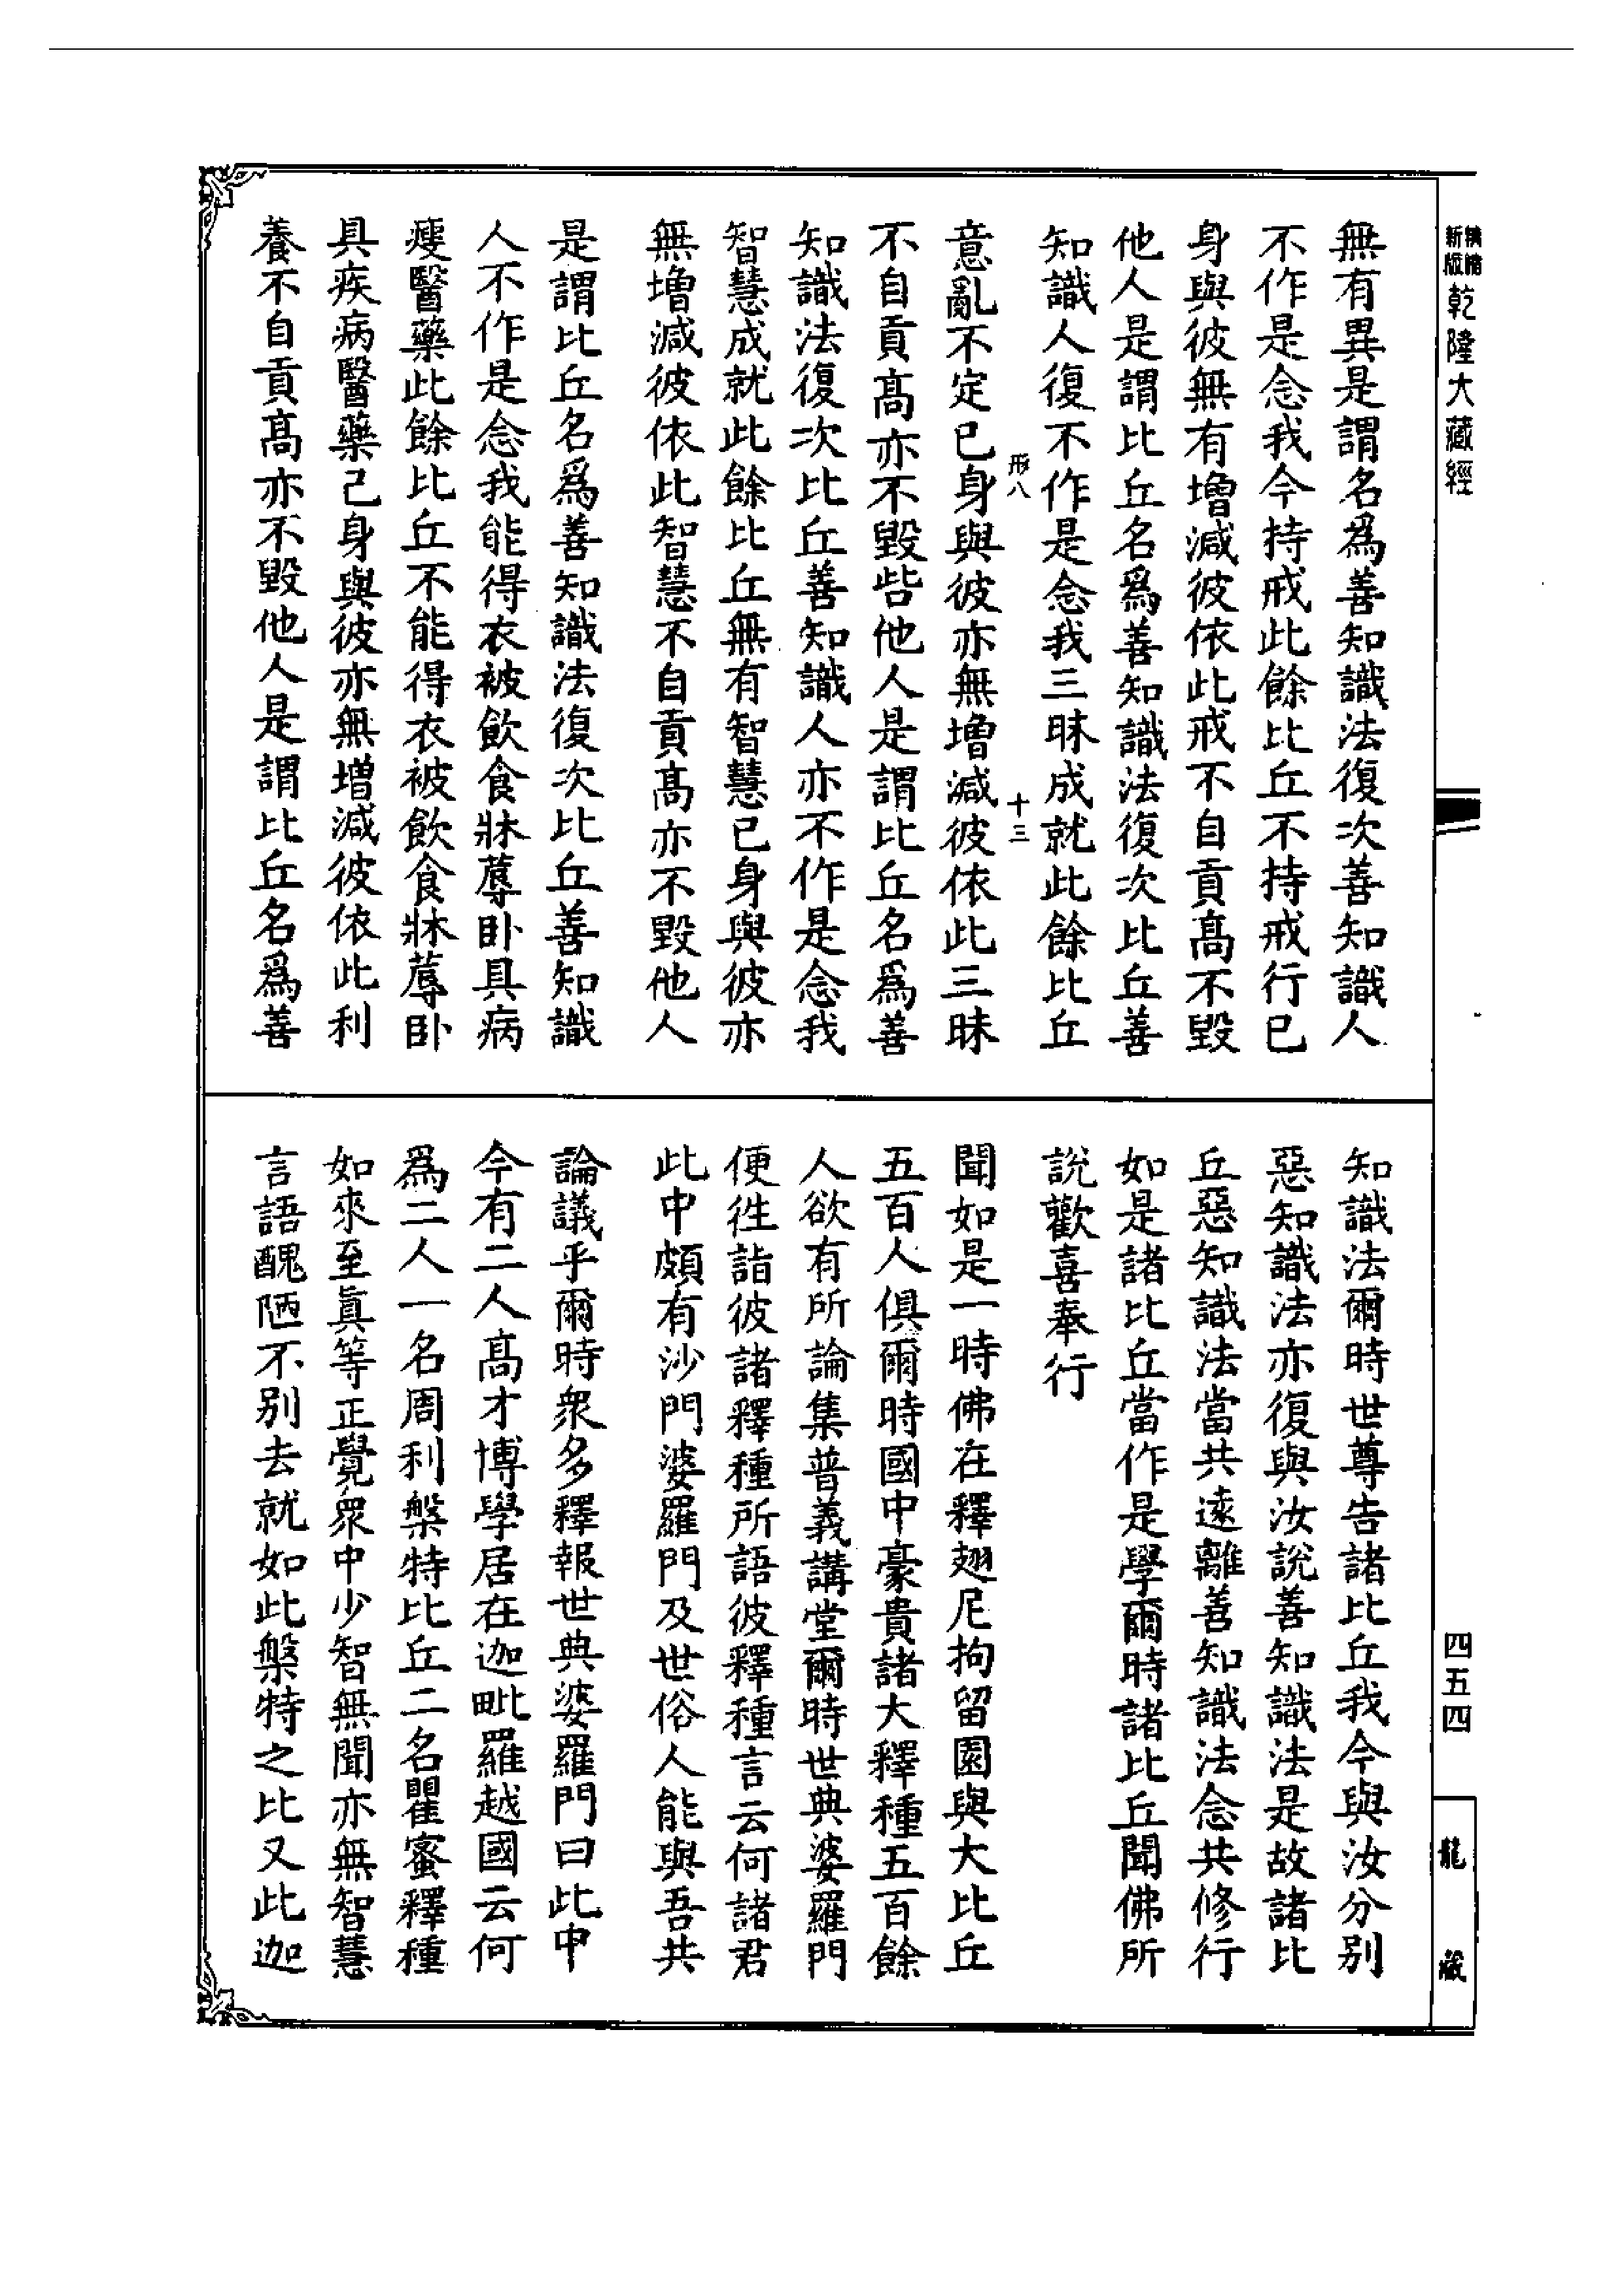 精補新版乾隆大藏經
無有異是謂名爲善知識法復次善知識人
不作是念我今持戒此餘比丘不持戒行已
身與彼無有增減彼依此戒不自貢高不毀
他人是謂比丘名爲善知識法復次比丘善
知識人復不作是念我三昧成就此餘比丘
形八 十三
意亂不定已身與彼亦無增減彼依此三昧
不自貢高亦不毀呰他人是謂比丘名爲善
知識法復次比丘善知識人亦不作是念我
智慧成就此餘比丘無有智慧已身與彼亦
無增減彼依此智慧不自貢高亦不毀他人
是謂比丘名爲善知識法復次比丘善知識
人不作是念我能得衣被飲食牀蓐卧具病
瘦醫藥此餘比丘不能得衣被飲食牀蓐卧
具疾病醫藥己身與彼亦無增減彼依此利
養不自貢高亦不毀他人是謂比丘名爲善
知識法爾時世尊告諸比丘我今與汝分別
惡知識法亦復與汝說善知識法是故諸比
丘惡知識法當共遠離善知識法念共修行
如是諸比丘當作是學爾時諸比丘聞佛所
說歡喜奉行
聞如是一時佛在釋翅尼拘留園與大比丘
五百人俱爾時國中豪貴諸大釋種五百餘
人欲有所論集普義講堂爾時世典婆羅門
便徃詣彼諸釋種所語彼釋種言云何諸君
此中頗有沙門婆羅門及世俗人能與吾共
論議乎爾時衆多釋報世典婆羅門曰此中
今有二人高才博學居在迦毗羅越國云何
爲二人一名周利槃特比丘二名瞿蜜釋種
如來至眞等正覺衆中少智無聞亦無智慧
言語醜陋不别去就如此槃特之比又此迦
四五四
龍藏